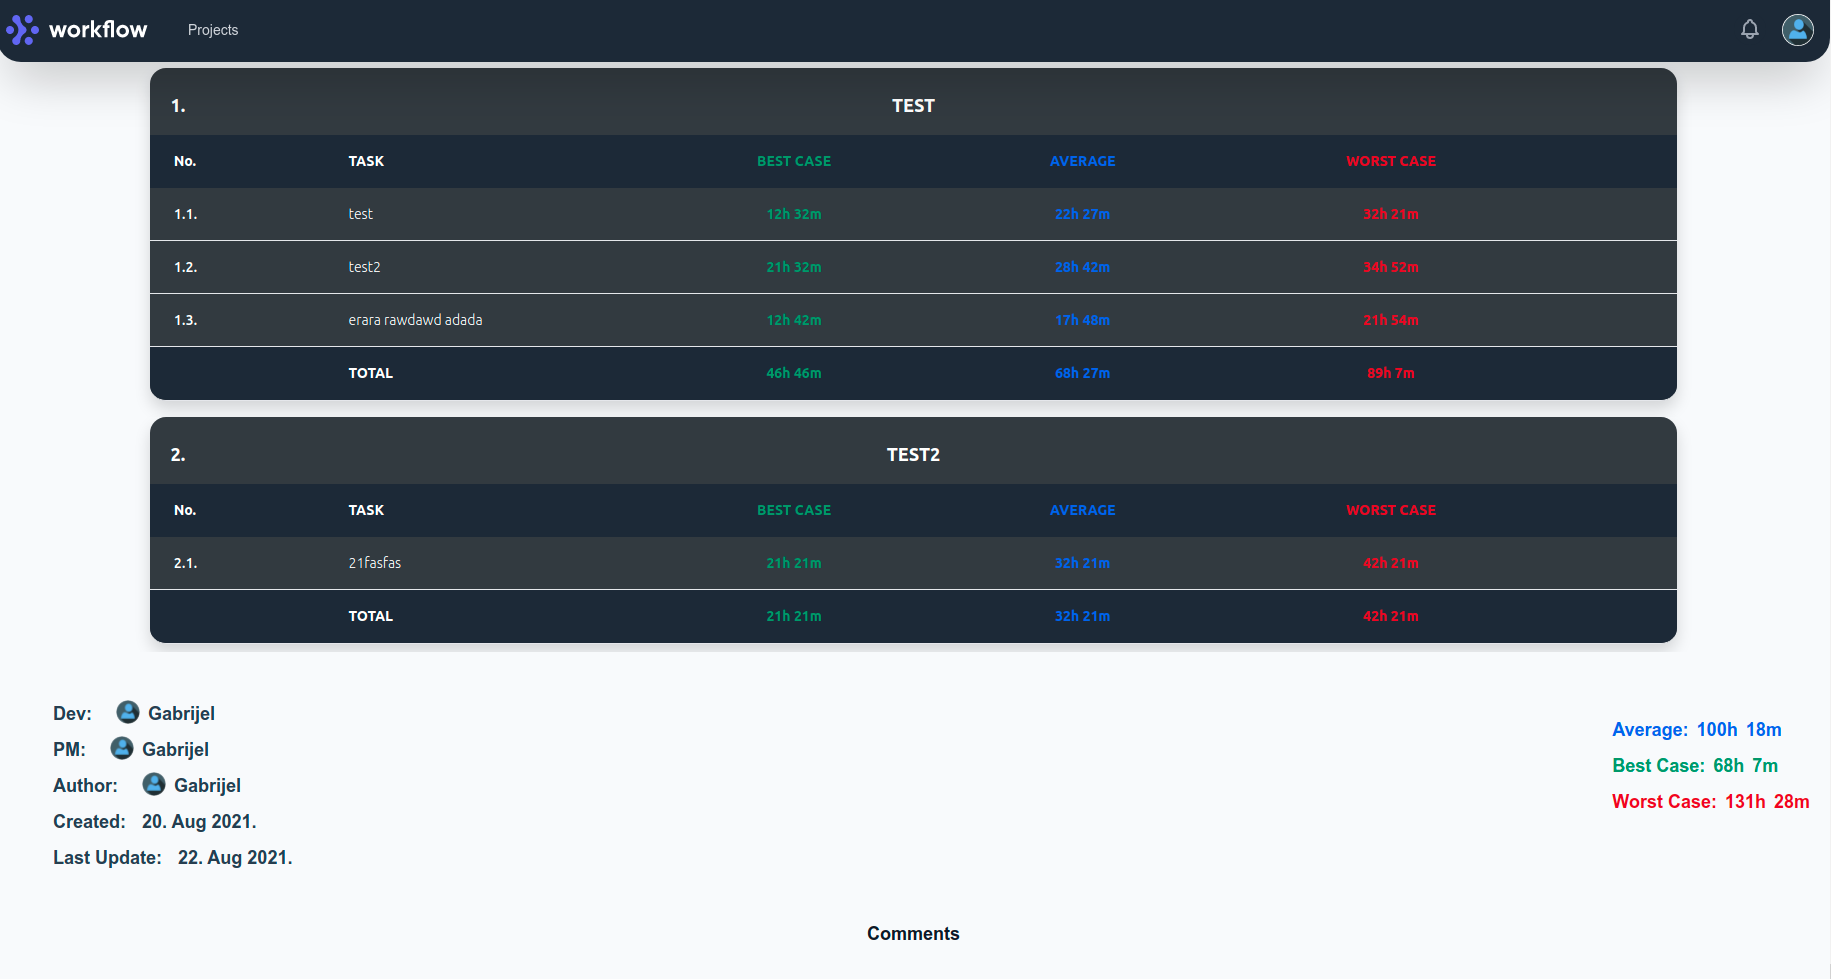 workflow Projects
1. TEST
No. TASK BEST CASE AVERAGE WORST CASE
1.1. test 12h 32m 22h 27m 32h 21m
1.2. test2 21h 32m 28h 42m 34h 52m
1.3. erara rawdawd adada 12h 42m 17h 48m 21h 54m
TOTAL 46h 46m 68h 27m 89h 7m
2. TEST2
No. TASK BEST CASE AVERAGE WORST CASE
2.1. 21fasfas 21h 21m 32h 21m 42h 21m
TOTAL 21h 21m 32h 21m 42h 21m
Dev: Gabrijel
PM: Gabrijel
Author: Gabrijel
Created: 20. Aug 2021.
Last Update: 22. Aug 2021.
Average: 100h 18m
Best Case: 68h 7m
Worst Case: 131h 28m
Comments